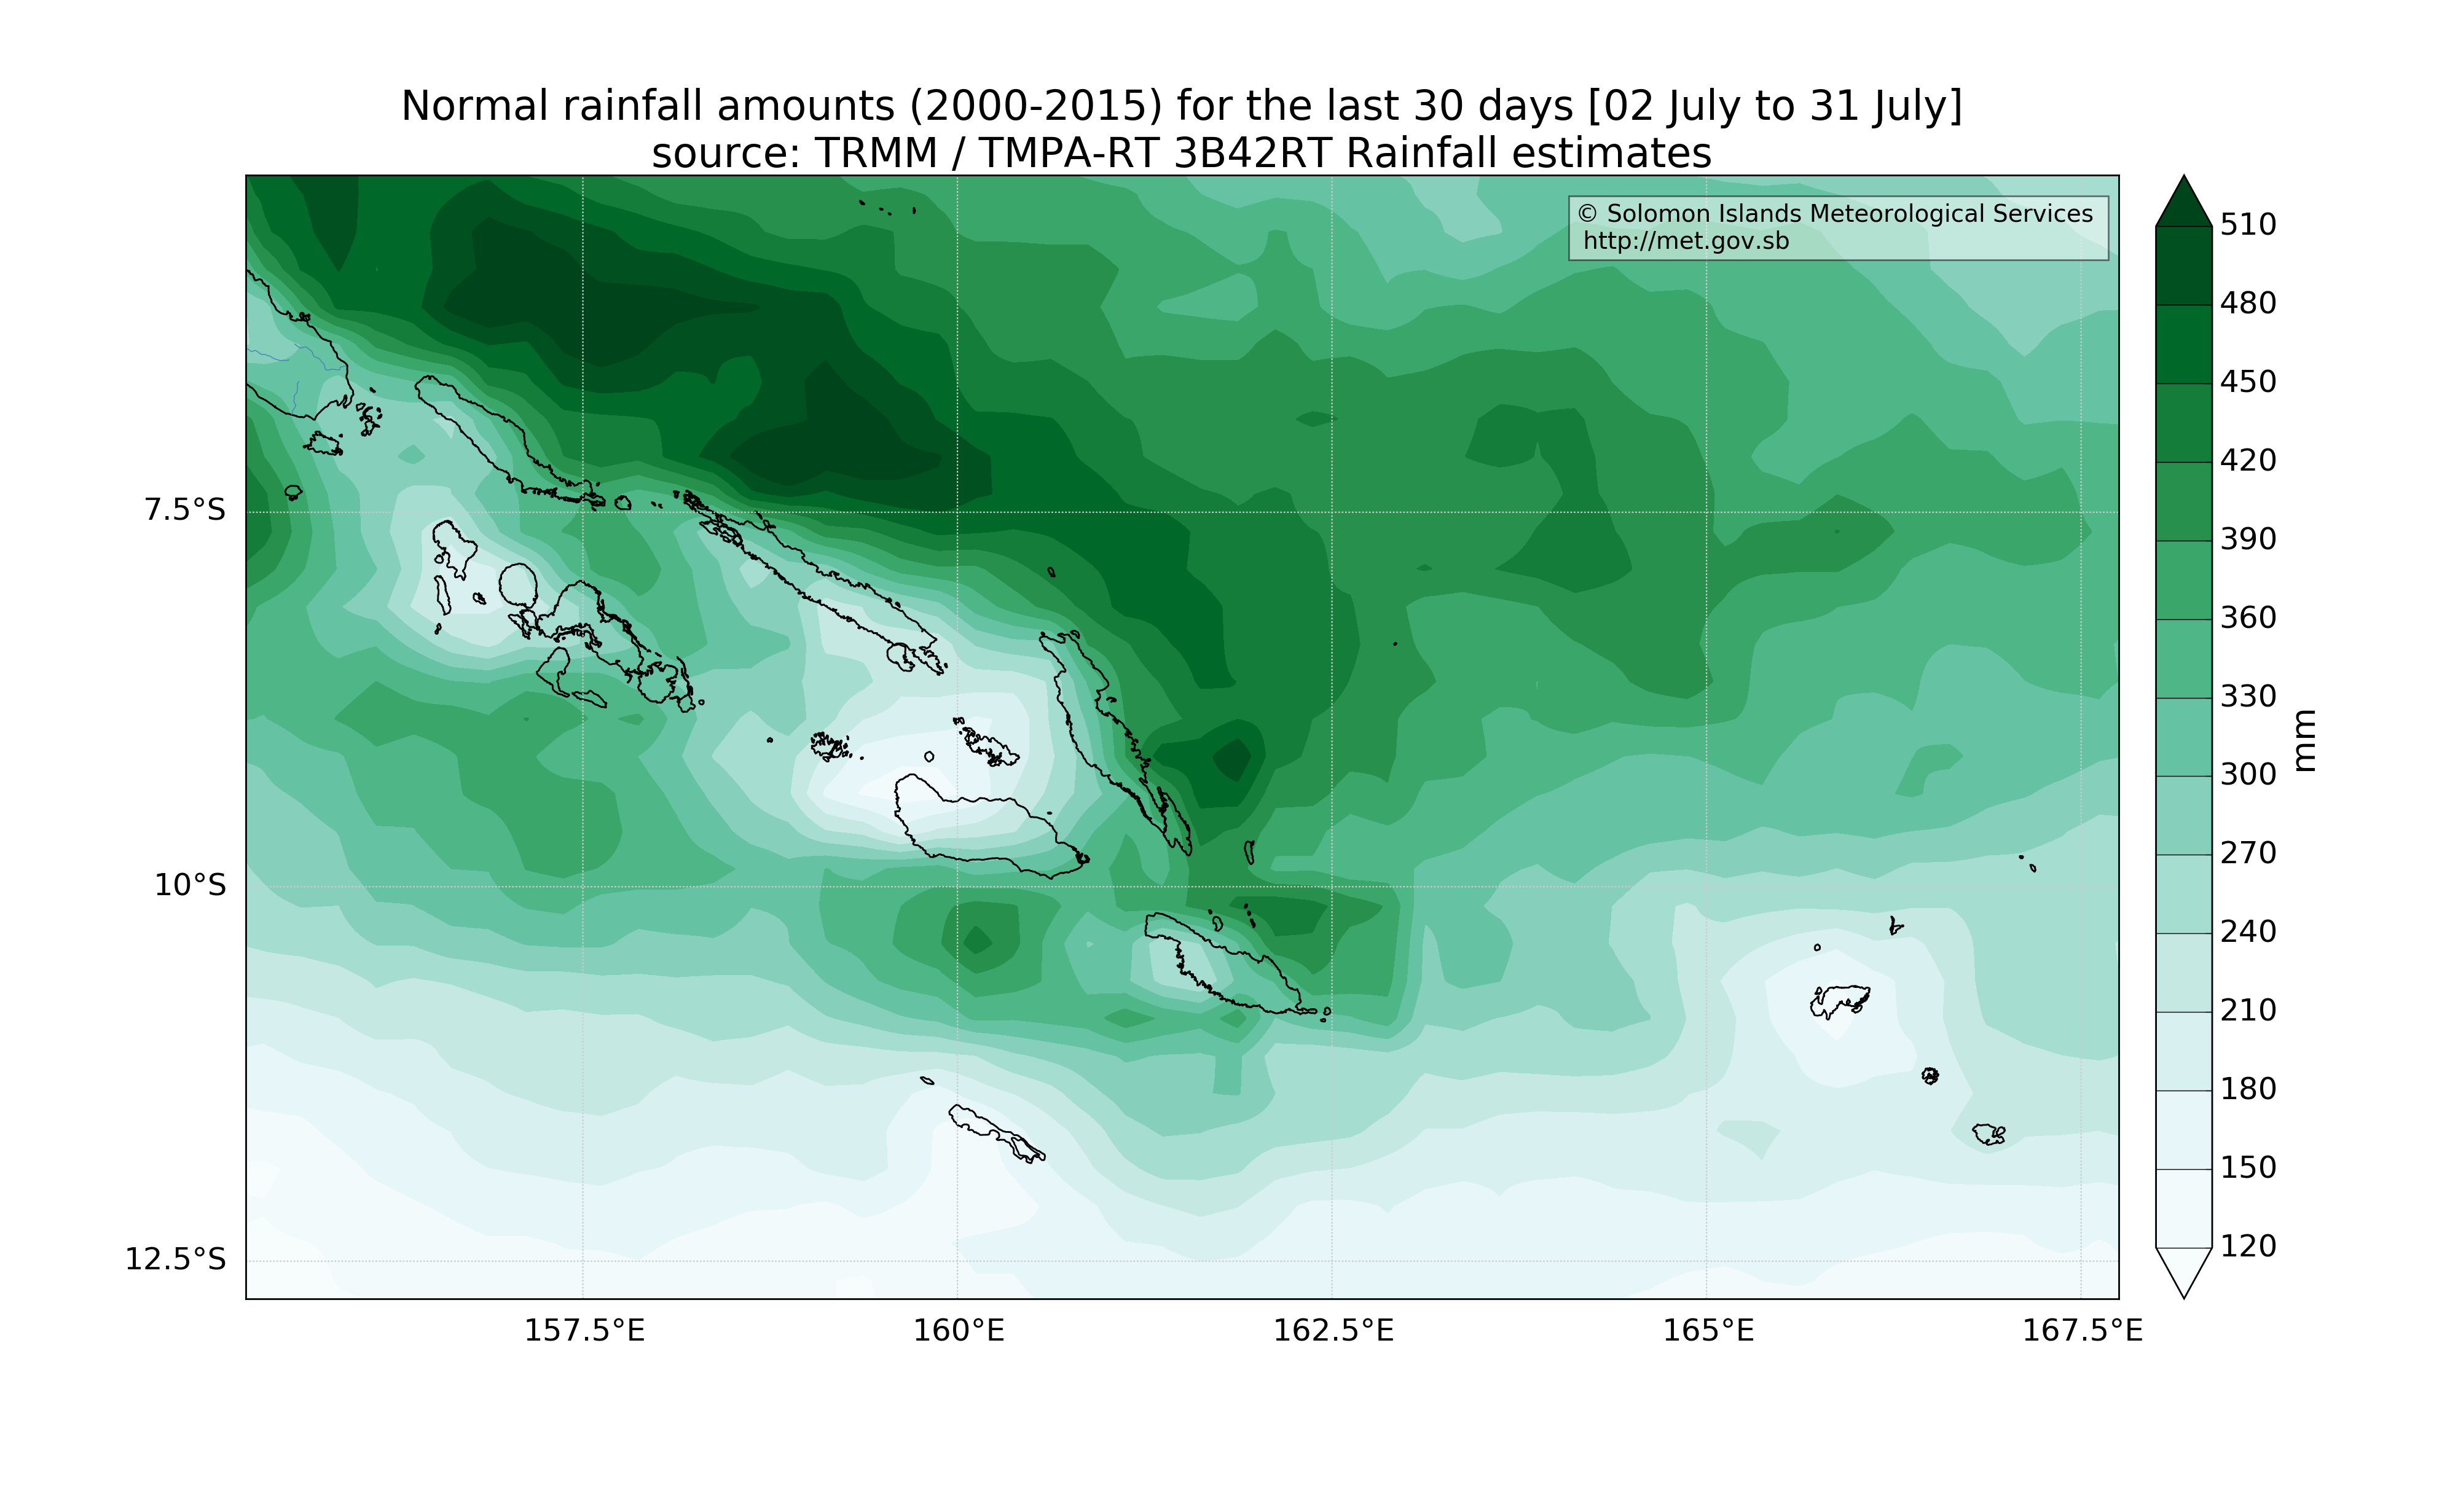 Normal rainfall amounts (2000-2015) for the last 30 days [02 July to 31 July]
source: TRMM / TMPA-RT 3B42RT Rainfall estimates
© Solomon Islands Meteorological Services
http://met.gov.sb
7.5°S
10°S
12.5°S
157.5°E
160°E
162.5°E
165°E
167.5°E
510
480
450
420
390
360
330
300
270
240
210
180
150
120
mm